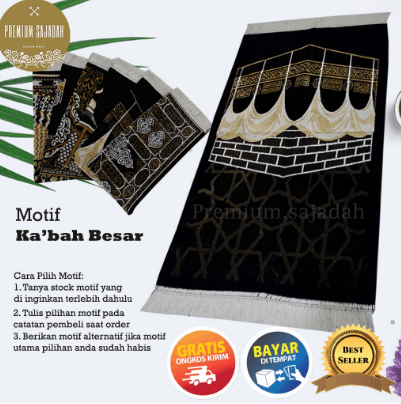 PREMIUM SAJADAH
Premium.sajadah
Motif
Ka'bah Besar
Cara Pilih Motif:
1. Tanya stock motif yang
di inginkan terlebih dahulu
2. Tulis pilihan motif pada
catatan pembeli saat order
3. Berikan motif alternatif jika motif
utama pilihan anda sudah habis
GRATIS
ONGKOS KIRIM
BAYAR
DI TEMPAT
BEST
SELLER